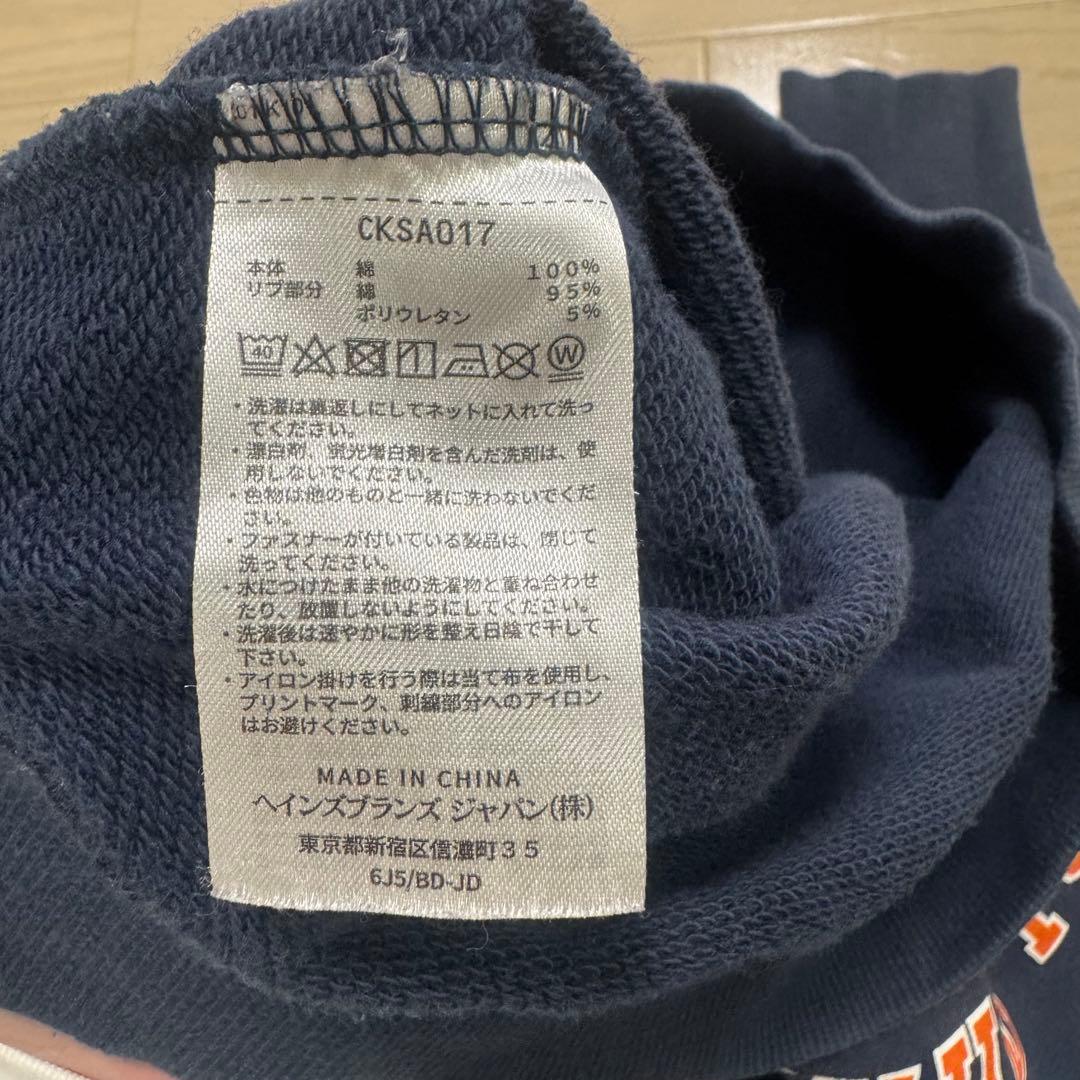 CKSA017
本体 綿 100%
リブ部分 綿 95%
ポリウレタン 5%
40
W
・洗濯は裏返しにしてネットに入れて洗っ
てください。
・漂白剤、蛍光増白剤を含んだ洗剤は、使
用しないでください。
・色物は他のものと一緒に洗わないでくだ
さい。
・ファスナーが付いている製品は、閉じて
洗ってください。
・水につけたまま他の洗濯物と重ね合わせ
たり、放置しないようにしてください。
・洗濯後は速やかに形を整え日陰で干して
下さい。
・アイロン掛けを行う際は当て布を使用し、
プリントマーク、刺繍部分へのアイロン
はお避けください。
MADE IN CHINA
ヘインズブランズ ジャパン(株)
東京都新宿区信濃町35
6J5/BD-JD